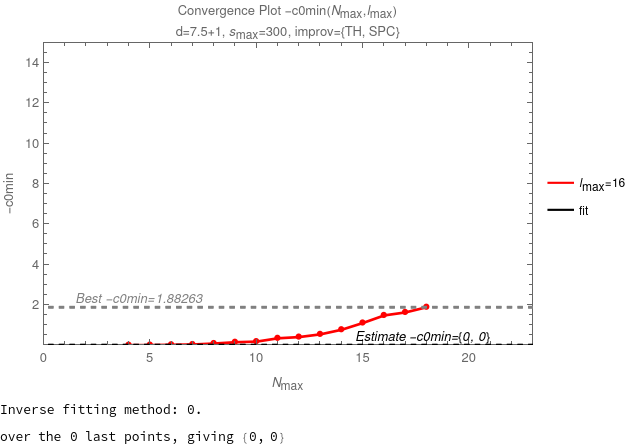 Convergence Plot −c0min(Nmax,lmax)
d=7.5+1, smax=300, improv={TH, SPC}
−c0min
14
12
10
8
6
4
2
Best −c0min=1.88263
Estimate −c0min={0, 0}
0
5
10
15
20
Nmax
lmax=16
fit
Inverse fitting method: 0.
over the 0 last points, giving {0, 0}